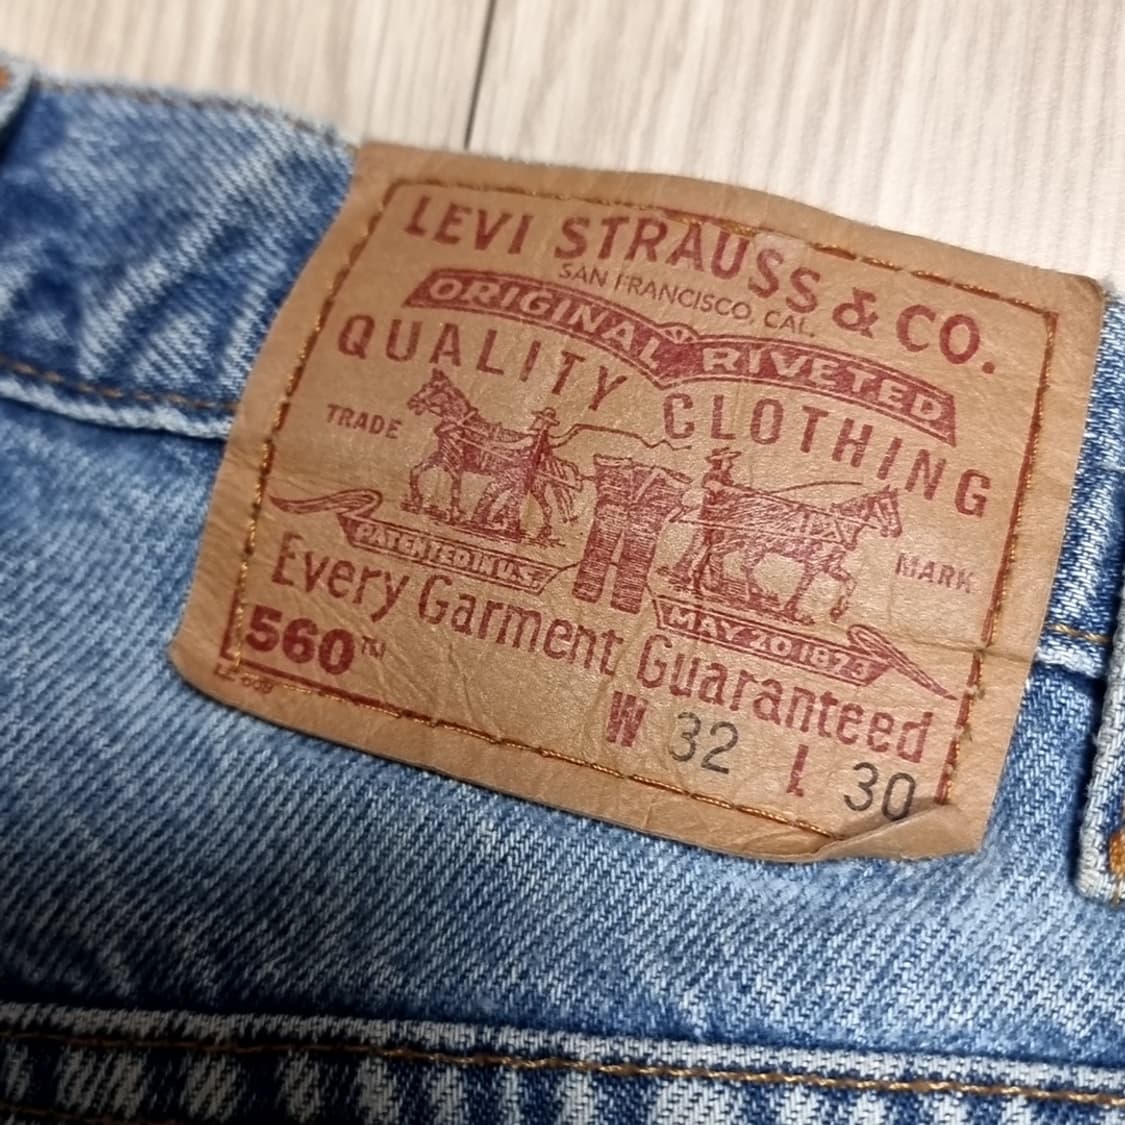 LEVI STRAUSS & CO.
SAN FRANCISCO, CAL.
ORIGINAL RIVETED
QUALITY CLOTHING
TRADE MARK
PATENTED IN U.S.
MAY 20 1873
Every Garment Guaranteed
560™
W 32 L 30